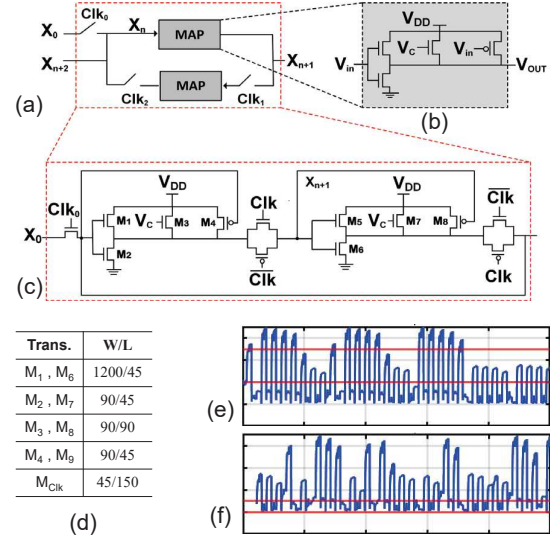 Clk0
X0
Xn
MAP
Xn+2
Xn+1
Clk2
MAP
Clk1
(a)
VDD
Vin
VC
Vin
VOUT
(b)
Xn+1
Clk0
VDD
Clk
VDD
Clk
X0
M1
VC
M3
M4
M5
VC
M7
M8
M2
M6
Clk
Clk
(c)
Trans. W/L
M1 , M6 1200/45
M2 , M7 90/45
M3 , M8 90/90
M4 , M9 90/45
MClk 45/150
(d)
(e)
(f)